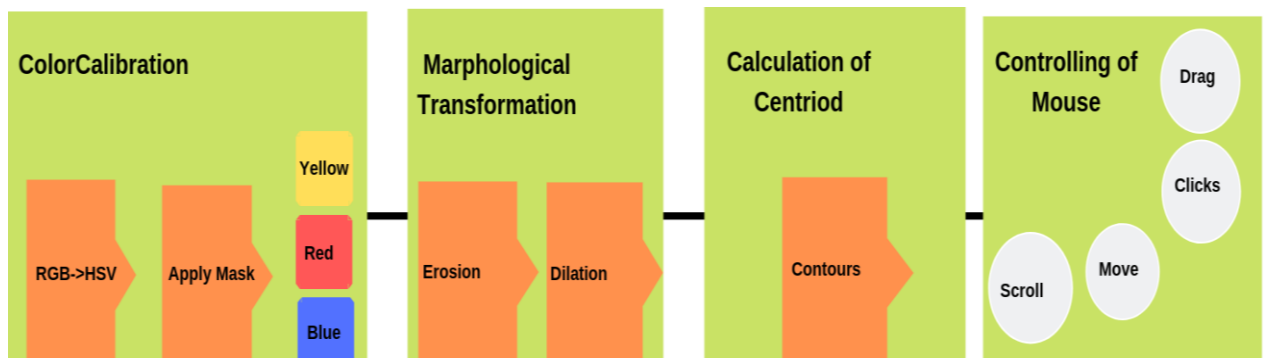 ColorCalibration
RGB->HSV
Apply Mask
Yellow
Red
Blue
Marphological
Transformation
Erosion
Dilation
Calculation of
Centriod
Contours
Controlling of
Mouse
Drag
Clicks
Move
Scroll